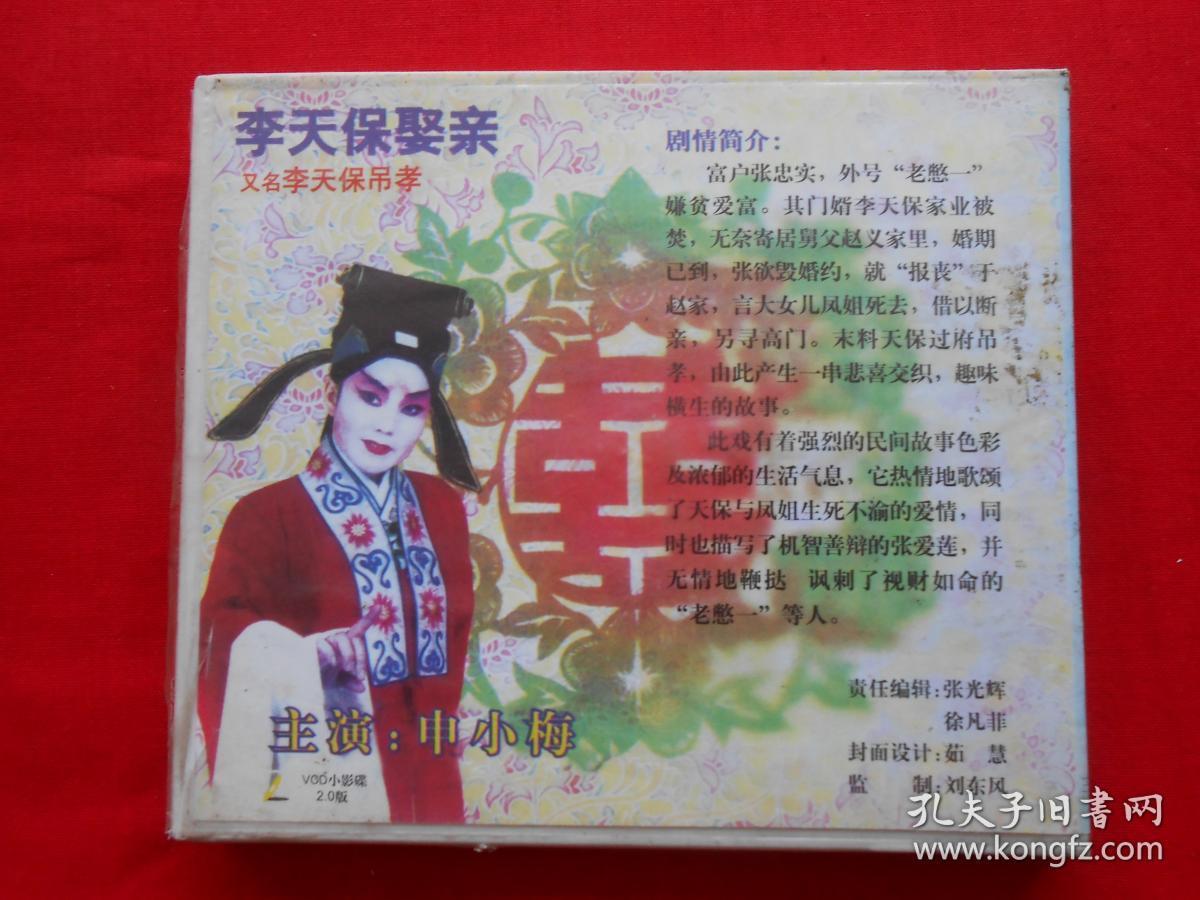 李天保娶亲
又名李天保吊孝
剧情简介：
富户张忠实，外号“老憋一”
嫌贫爱富。其门婿李天保家业被
焚，无奈寄居舅父赵义家里，婚期
已到，张欲毁婚约，就“报丧”于
赵家，言大女儿凤姐死去，借以断
亲，另寻高门。末料天保过府吊
孝，由此产生一串悲喜交织，趣味
横生的故事。
此戏有着强烈的民间故事色彩
及浓郁的生活气息，它热情地歌颂
了天保与凤姐生死不渝的爱情，同
时也描写了机智善辩的张爱莲，并
无情地鞭挞 讽刺了视财如命的
“老憋一”等人。
责任编辑：张光辉
徐凡菲
封面设计：茹 慧
监 制：刘东风
主演：申小梅
VCD小影碟
2.0版
孔夫子旧书网
www.kongfz.com